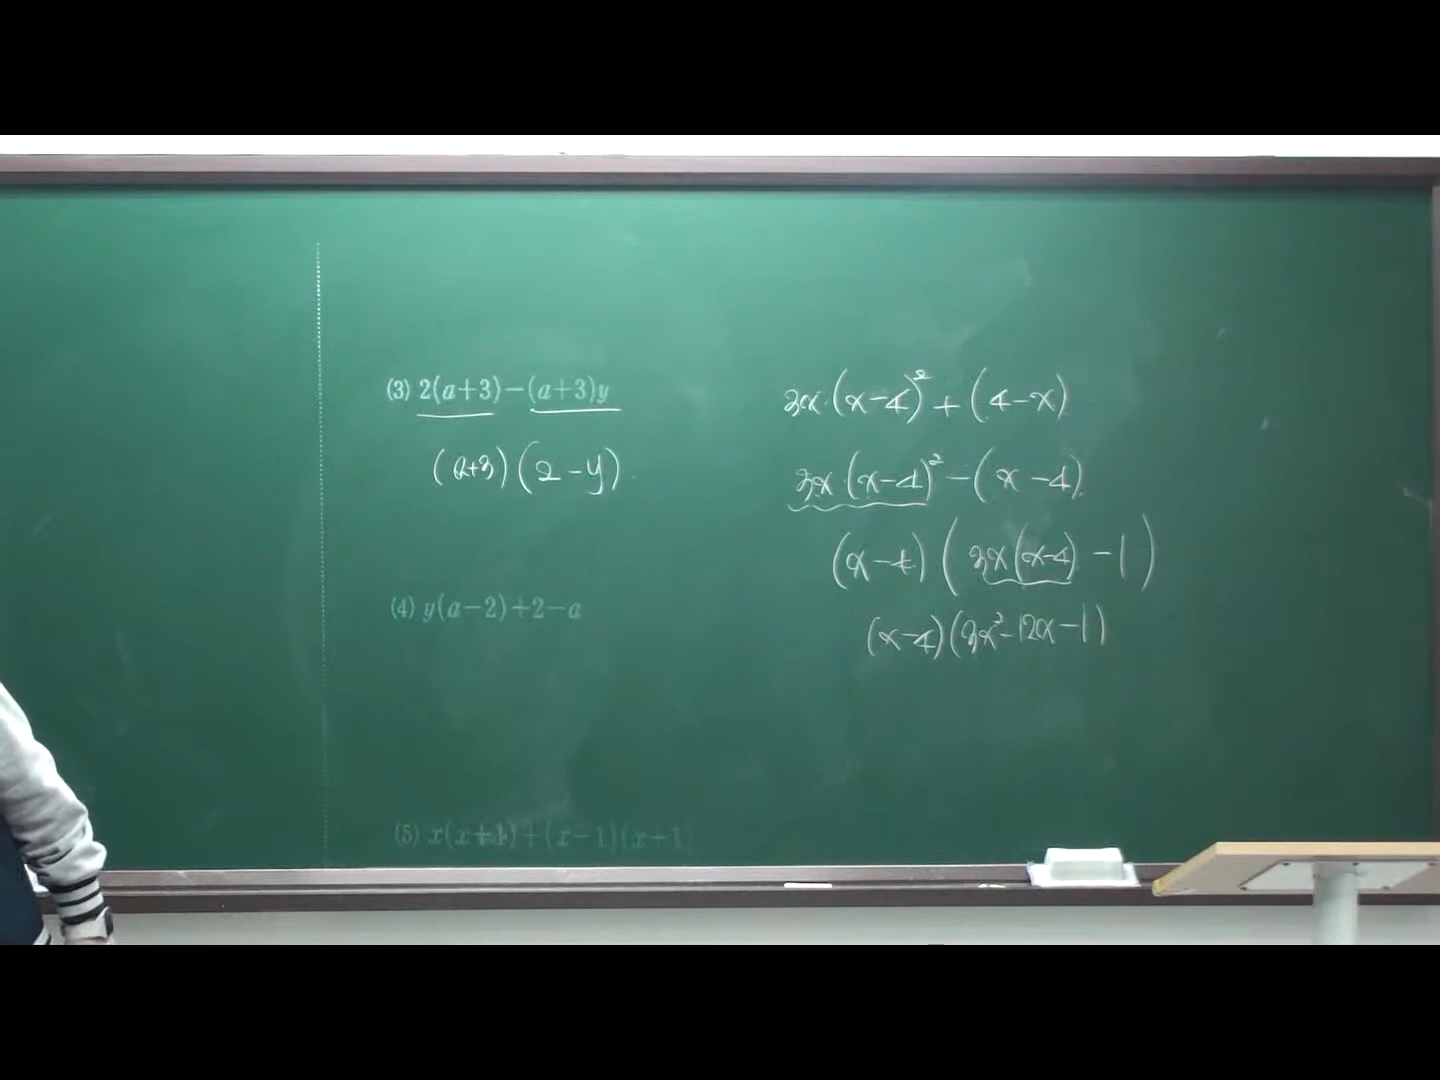 (3) 2(a+3)-(a+3)y
(a+3)(2-y)
(4) y(a-2)+2-a
(5) x(x+1)+(x-1)(x+1)
3x·(x-4)²+(4-x)
3x·(x-4)²-(x-4)
(x-4)(3x(x-4)-1)
(x-4)(3x²-12x-1)